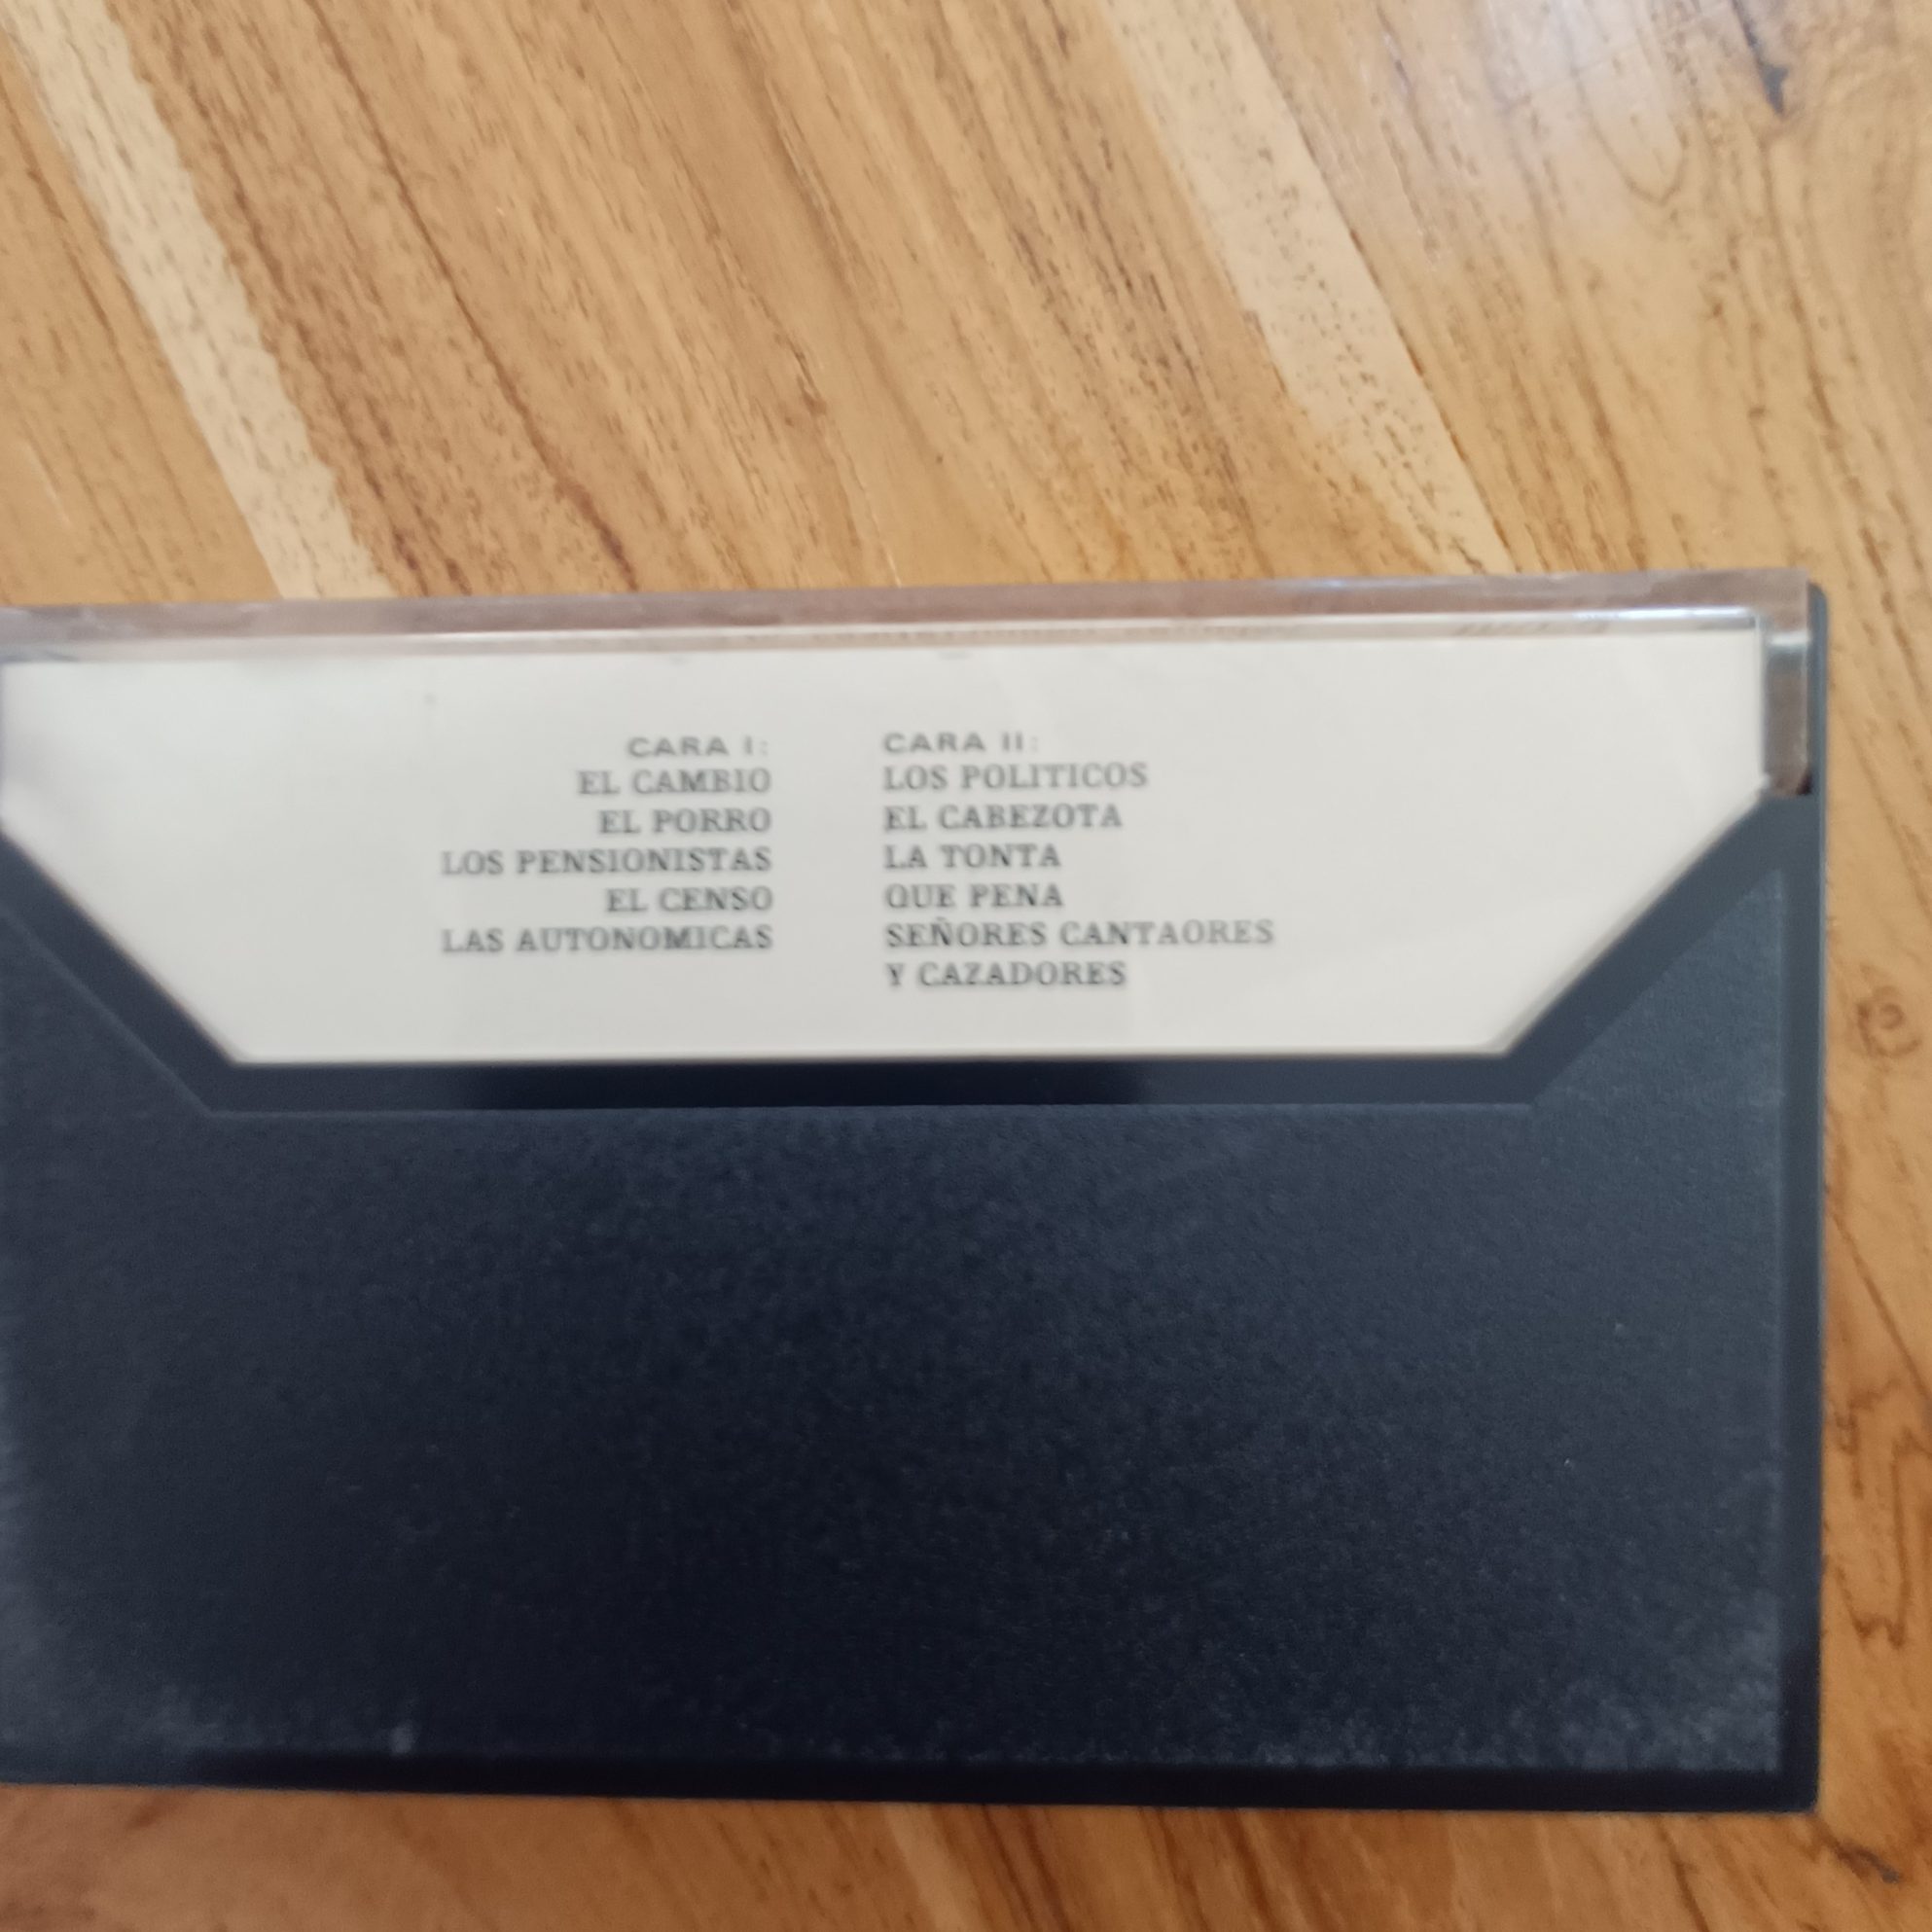 CARA I:
EL CAMBIO
EL PORRO
LOS PENSIONISTAS
EL CENSO
LAS AUTONOMICAS
CARA II:
LOS POLITICOS
EL CABEZOTA
LA TONTA
QUE PENA
SEÑORES CANTAORES
Y CAZADORES